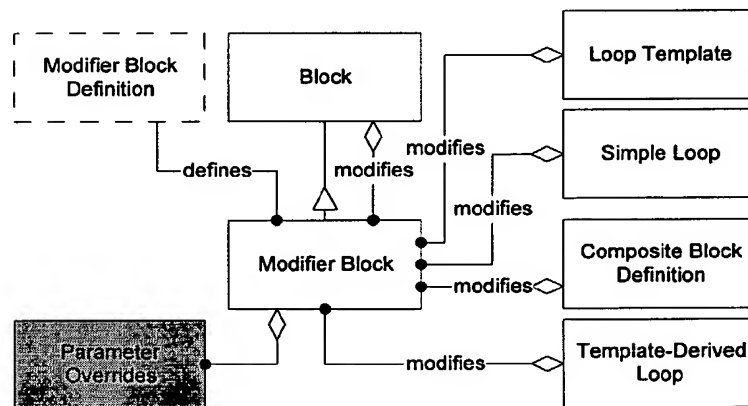 Modifier Block
Definition
Block
Loop Template
Simple Loop
defines
modifies
modifies
modifies
Modifier Block
Composite Block
Definition
modifies
Parameter
Overrides
modifies
Template-Derived
Loop